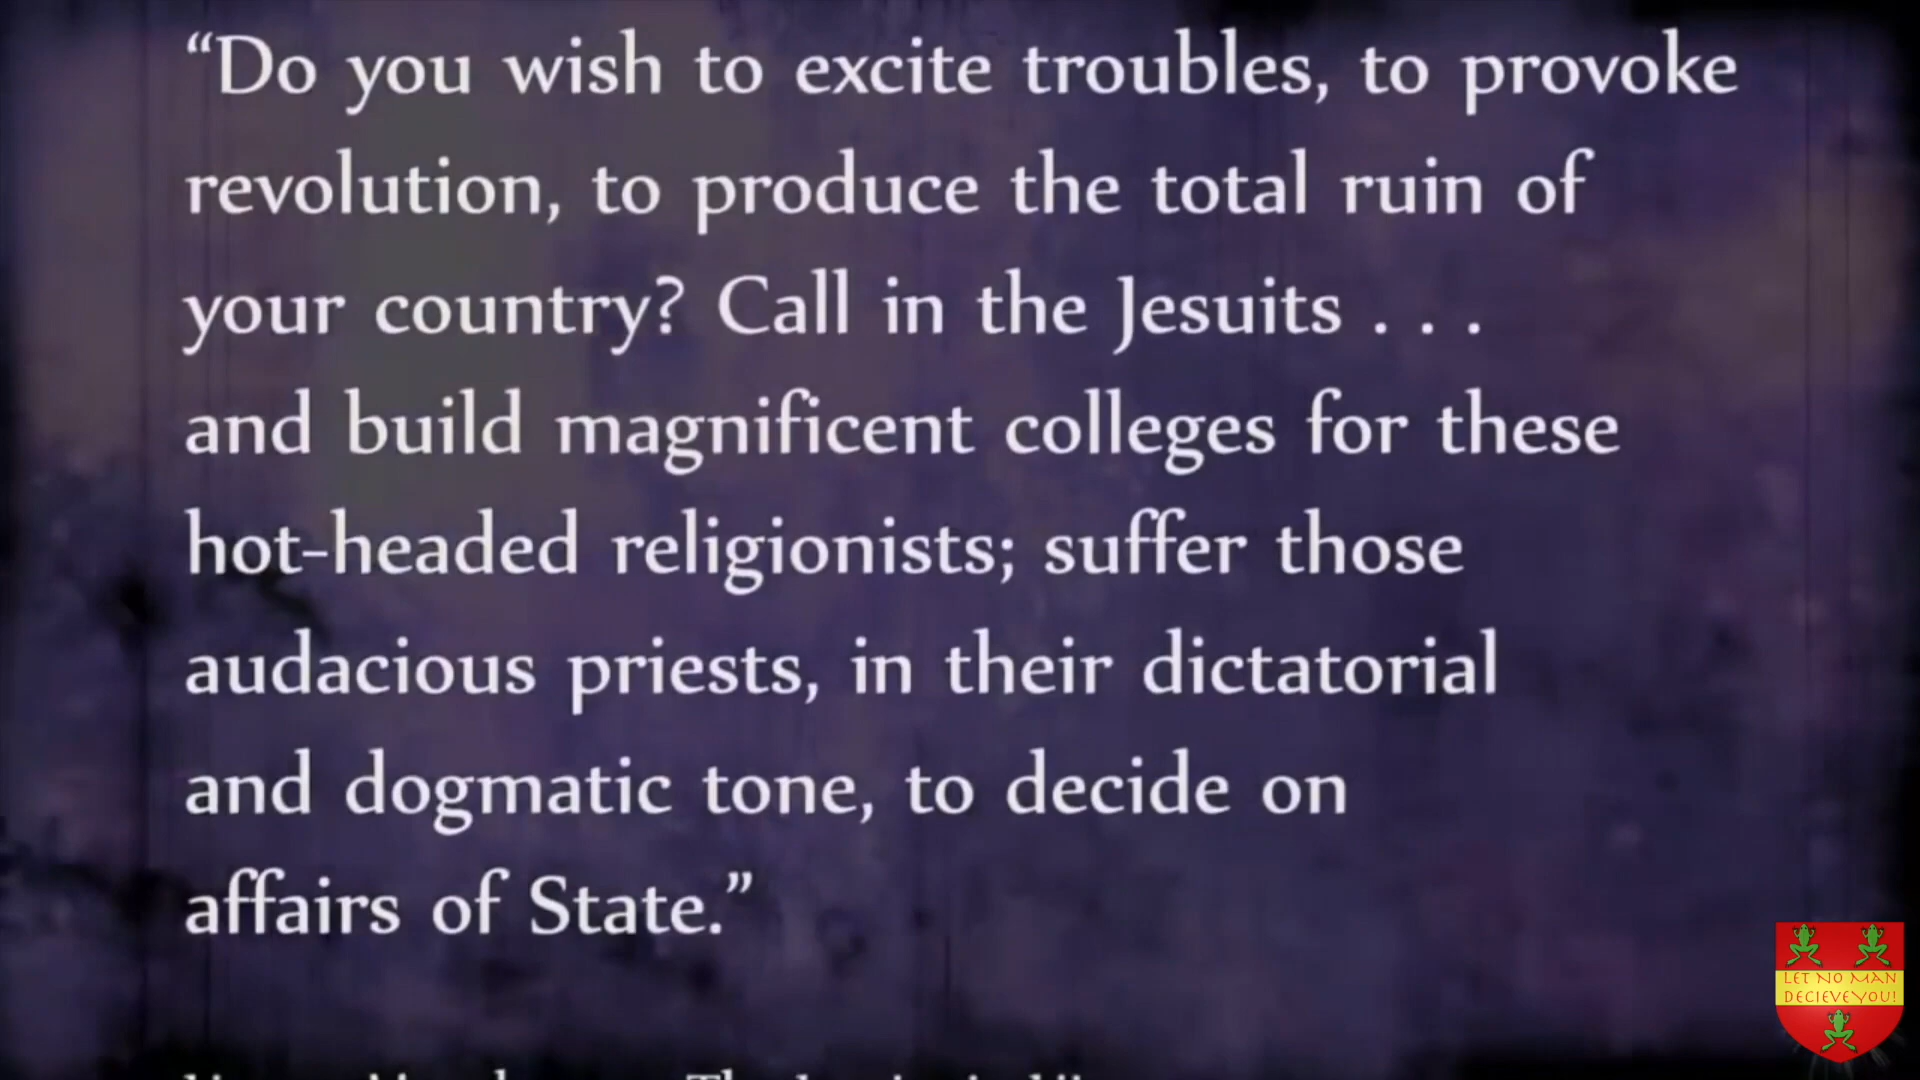 “Do you wish to excite troubles, to provoke
revolution, to produce the total ruin of
your country? Call in the Jesuits . . .
and build magnificent colleges for these
hot-headed religionists; suffer those
audacious priests, in their dictatorial
and dogmatic tone, to decide on
affairs of State.”
LET NO MAN
DECIEVE YOU!